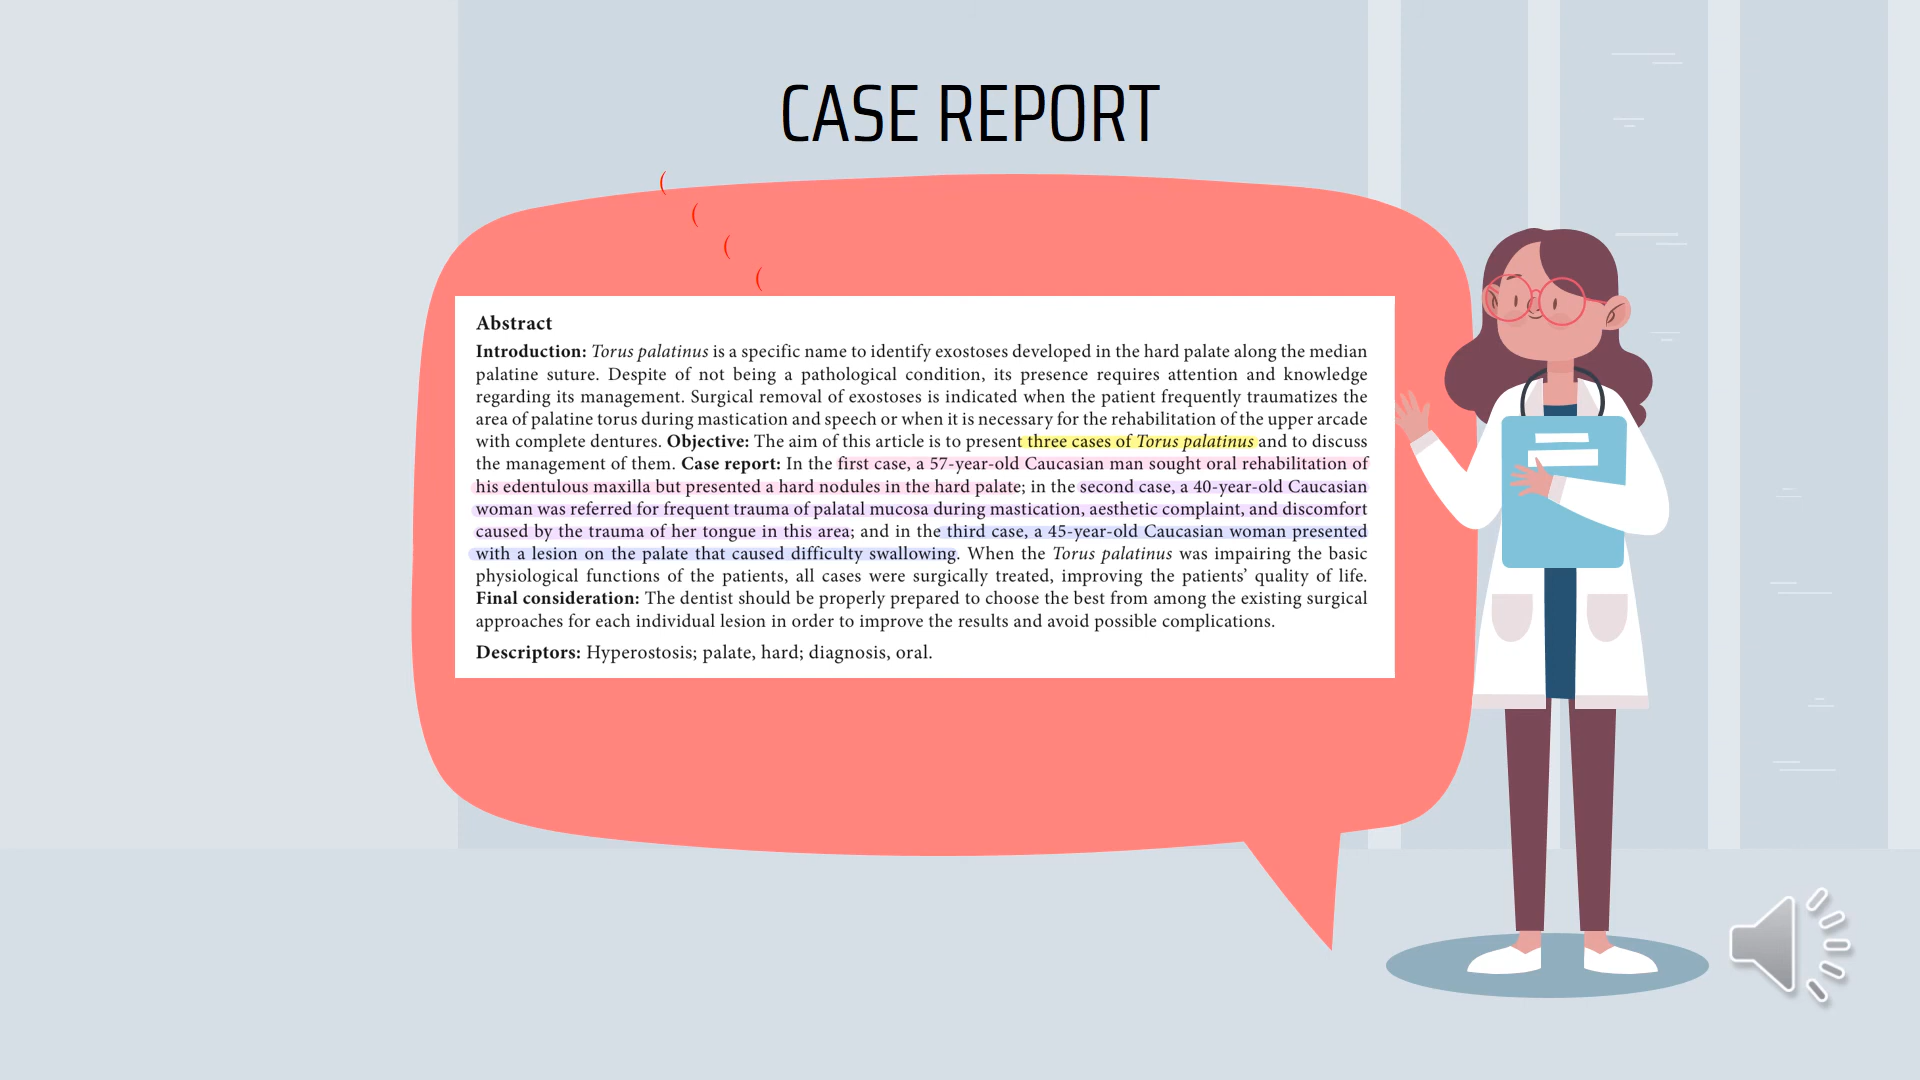 CASE REPORT
(
(
(
(
Abstract
Introduction: Torus palatinus is a specific name to identify exostoses developed in the hard palate along the median
palatine suture. Despite of not being a pathological condition, its presence requires attention and knowledge
regarding its management. Surgical removal of exostoses is indicated when the patient frequently traumatizes the
area of palatine torus during mastication and speech or when it is necessary for the rehabilitation of the upper arcade
with complete dentures. Objective: The aim of this article is to present three cases of Torus palatinus and to discuss
the management of them. Case report: In the first case, a 57-year-old Caucasian man sought oral rehabilitation of
his edentulous maxilla but presented a hard nodules in the hard palate; in the second case, a 40-year-old Caucasian
woman was referred for frequent trauma of palatal mucosa during mastication, aesthetic complaint, and discomfort
caused by the trauma of her tongue in this area; and in the third case, a 45-year-old Caucasian woman presented
with a lesion on the palate that caused difficulty swallowing. When the Torus palatinus was impairing the basic
physiological functions of the patients, all cases were surgically treated, improving the patients’ quality of life.
Final consideration: The dentist should be properly prepared to choose the best from among the existing surgical
approaches for each individual lesion in order to improve the results and avoid possible complications.
Descriptors: Hyperostosis; palate, hard; diagnosis, oral.